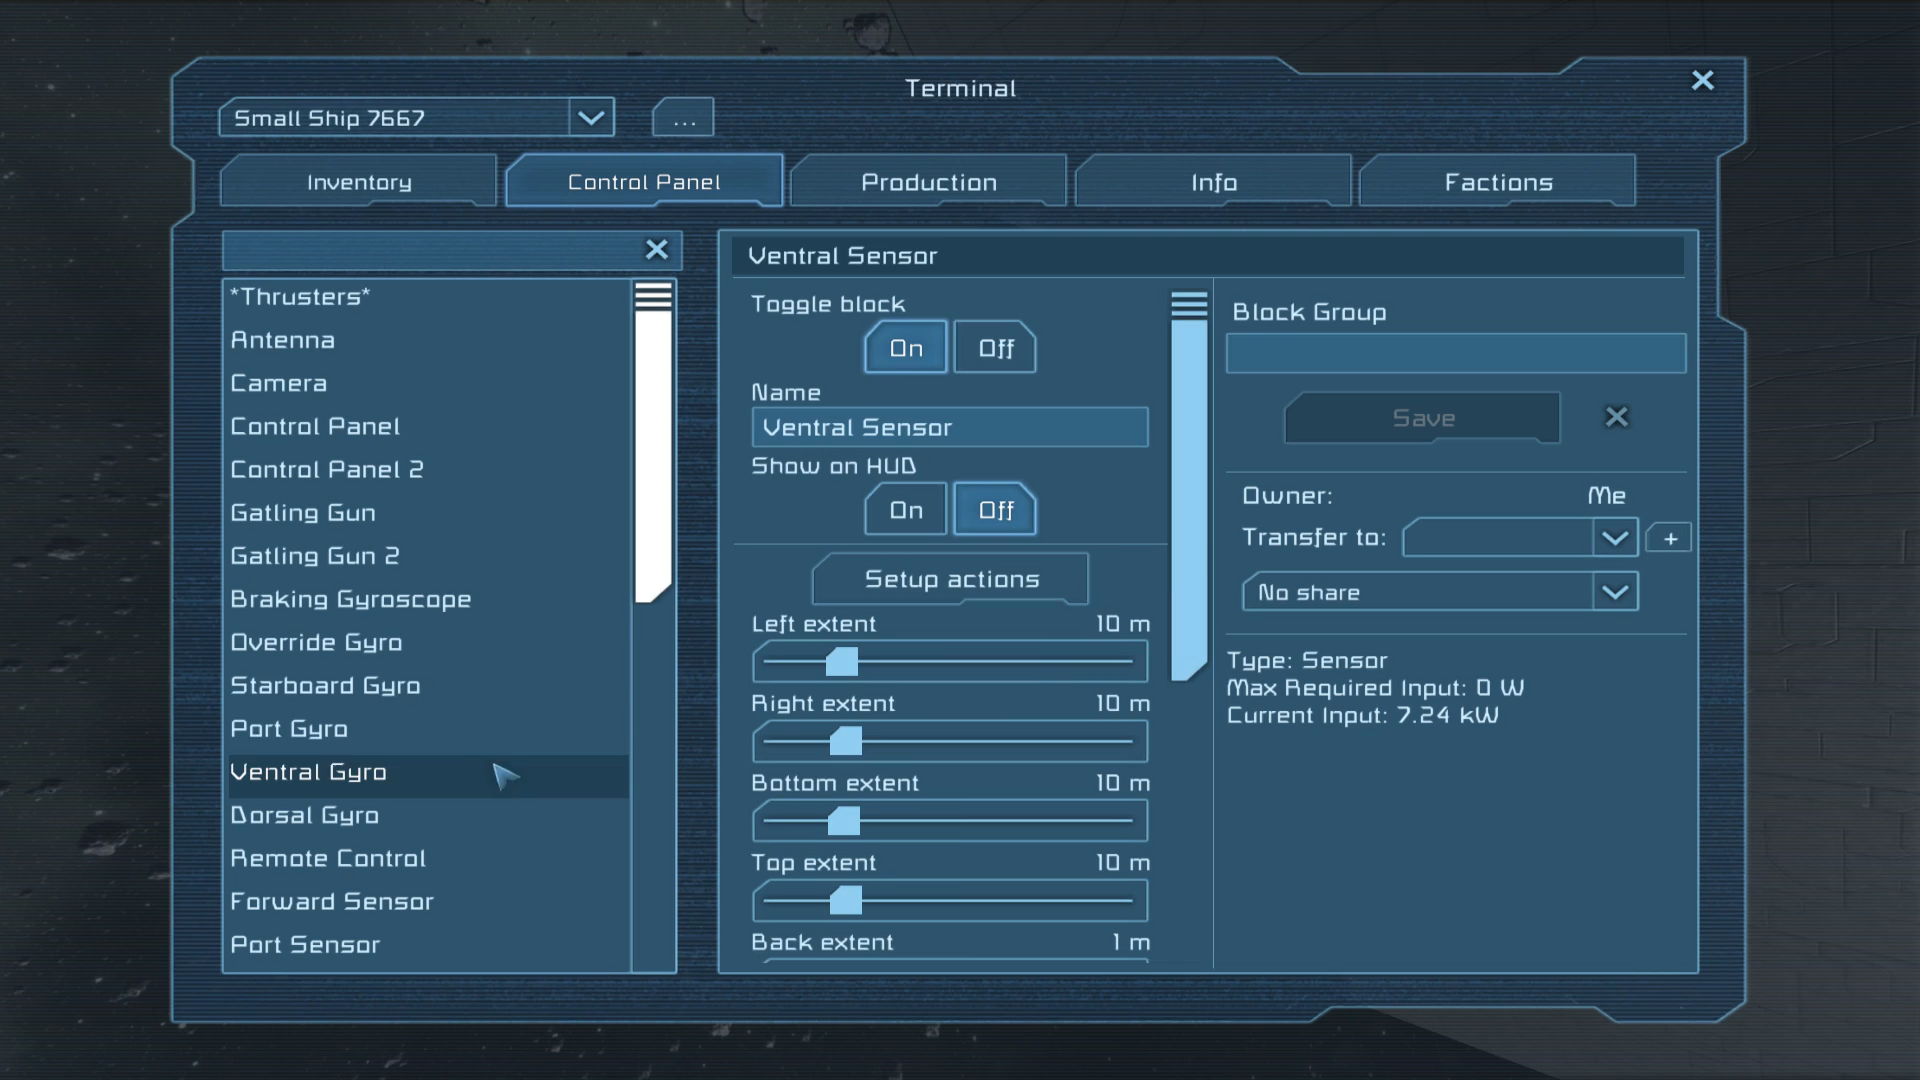 Terminal
Small Ship 7667
...
Inventory
Control Panel
Production
Info
Factions
*Thrusters*
Antenna
Camera
Control Panel
Control Panel 2
Gatling Gun
Gatling Gun 2
Braking Gyroscope
Override Gyro
Starboard Gyro
Port Gyro
Ventral Gyro
Dorsal Gyro
Remote Control
Forward Sensor
Port Sensor
Ventral Sensor
Toggle block
On Off
Name
Ventral Sensor
Show on HUD
On Off
Setup actions
Left extent 10 m
Right extent 10 m
Bottom extent 10 m
Top extent 10 m
Back extent 1 m
Block Group
Save
Owner: Me
Transfer to: +
No share
Type: Sensor
Max Required Input: 0 W
Current Input: 7.24 kW